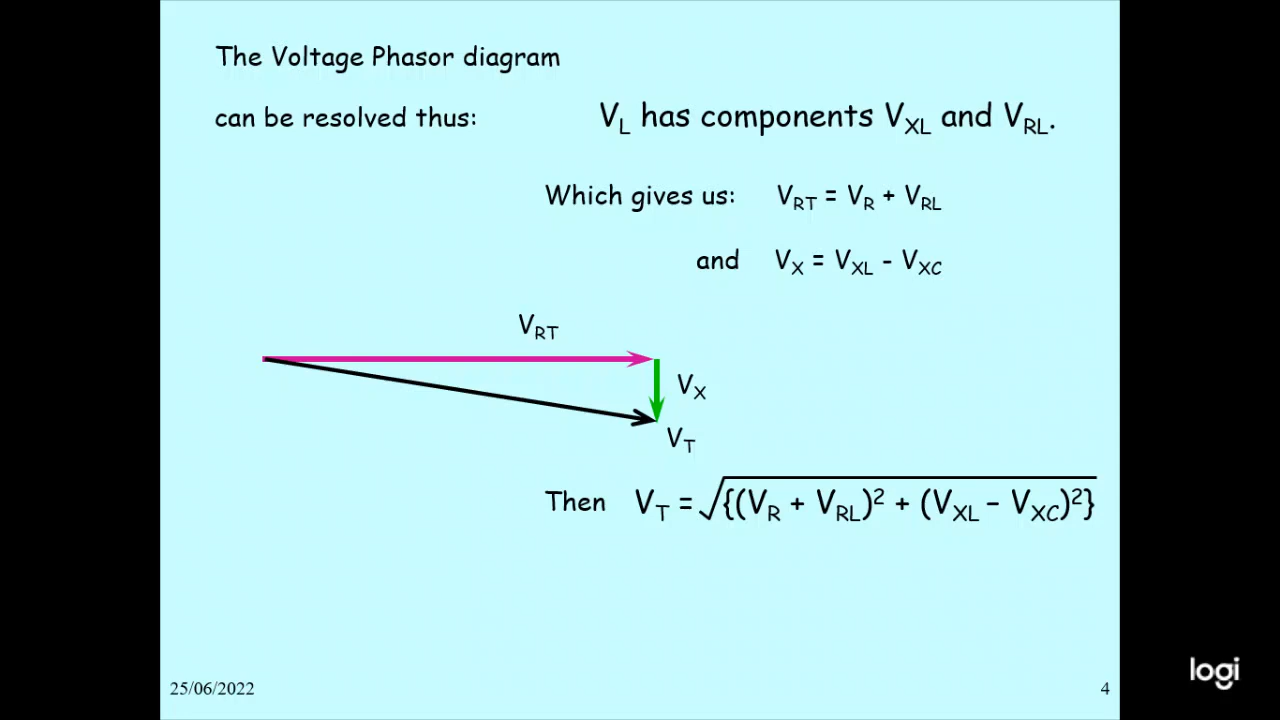 The Voltage Phasor diagram
can be resolved thus:
V_L has components V_XL and V_RL.
Which gives us: V_RT = V_R + V_RL
and V_X = V_XL - V_XC
V_RT
V_X
V_T
Then V_T = √{(V_R + V_RL)² + (V_XL – V_XC)²}
25/06/2022
4
logi